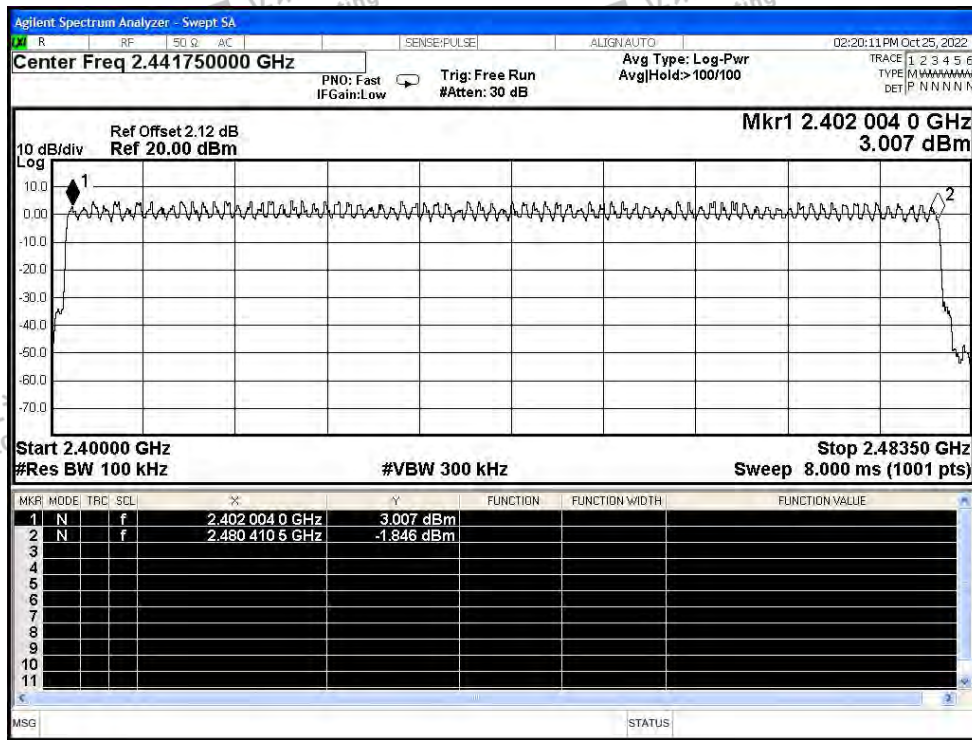 Agilent Spectrum Analyzer - Swept SA
LXI R RF 50 Ω AC SENSE:PULSE ALIGN AUTO 02:20:11 PM Oct 25, 2022
Center Freq 2.441750000 GHz
PNO: Fast
IFGain:Low
Trig: Free Run
#Atten: 30 dB
Avg Type: Log-Pwr
Avg|Hold:>100/100
TRACE 1 2 3 4 5 6
TYPE M
DET P N N N N N
Mkr1 2.402 004 0 GHz
3.007 dBm
Ref Offset 2.12 dB
10 dB/div Ref 20.00 dBm
Log
10.0
0.00
-10.0
-20.0
-30.0
-40.0
-50.0
-60.0
-70.0
1
2
Start 2.40000 GHz Stop 2.48350 GHz
#Res BW 100 kHz #VBW 300 kHz Sweep 8.000 ms (1001 pts)
MKR MODE TRC SCL X Y FUNCTION FUNCTION WIDTH FUNCTION VALUE
1 N f 2.402 004 0 GHz 3.007 dBm
2 N f 2.480 410 5 GHz -1.846 dBm
3
4
5
6
7
8
9
10
11
MSG STATUS